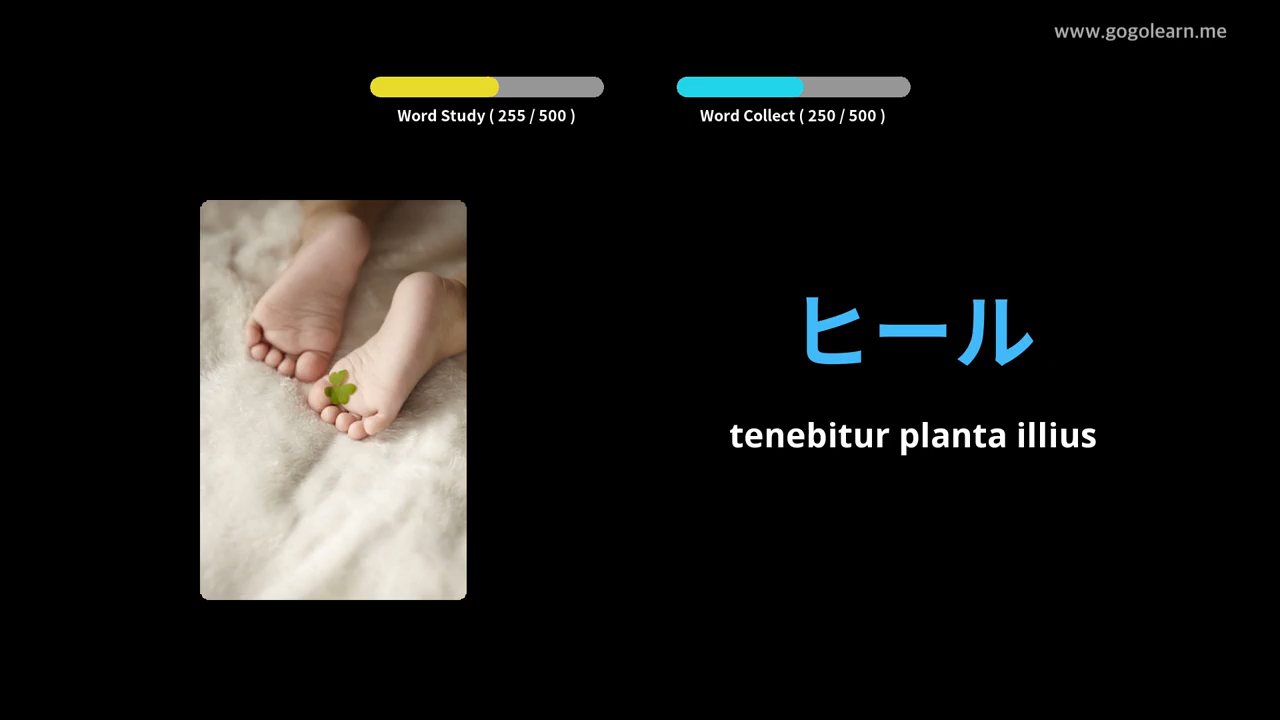 www.gogolearn.me
Word Study ( 255 / 500 )
Word Collect ( 250 / 500 )
ヒール
tenebitur planta illius